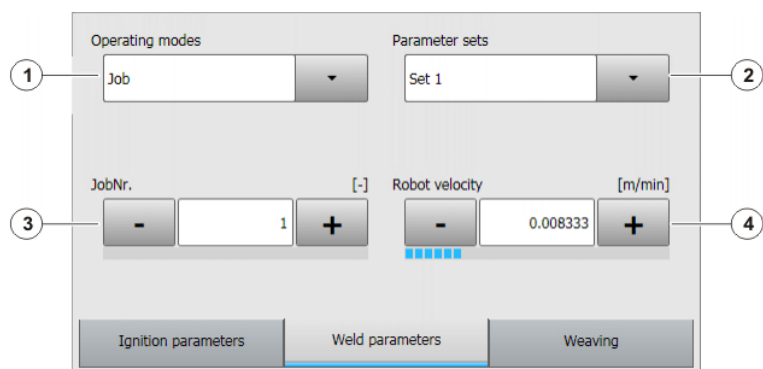 Operating modes Parameter sets
1 Job Set 1 2
JobNr. [-] Robot velocity [m/min]
3 - 1 + - 0.008333 + 4
Ignition parameters Weld parameters Weaving